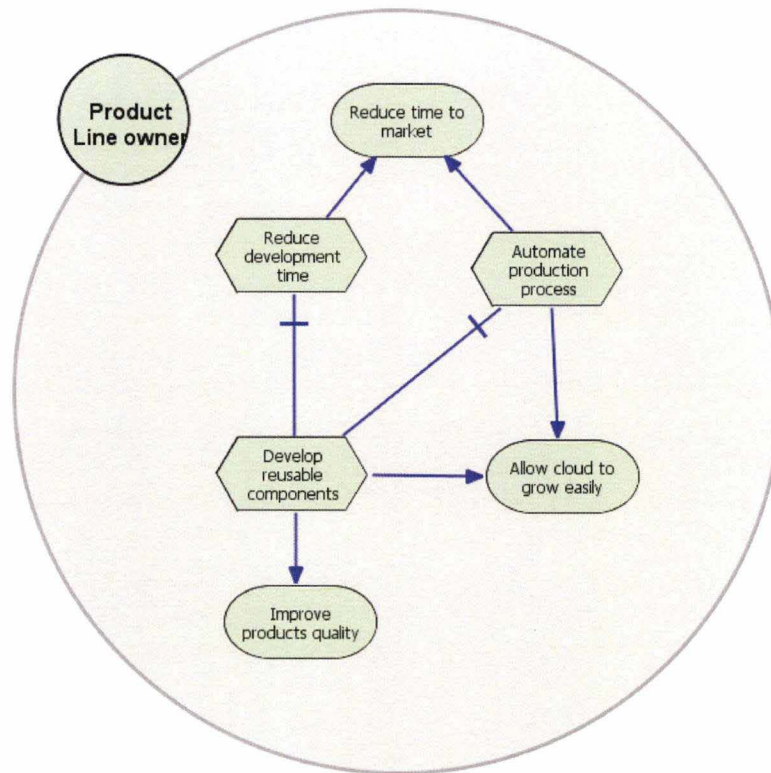 Product
Line owner
Reduce time to
market
Reduce
development
time
Automate
production
process
Develop
reusable
components
Allow cloud to
grow easily
Improve
products quality